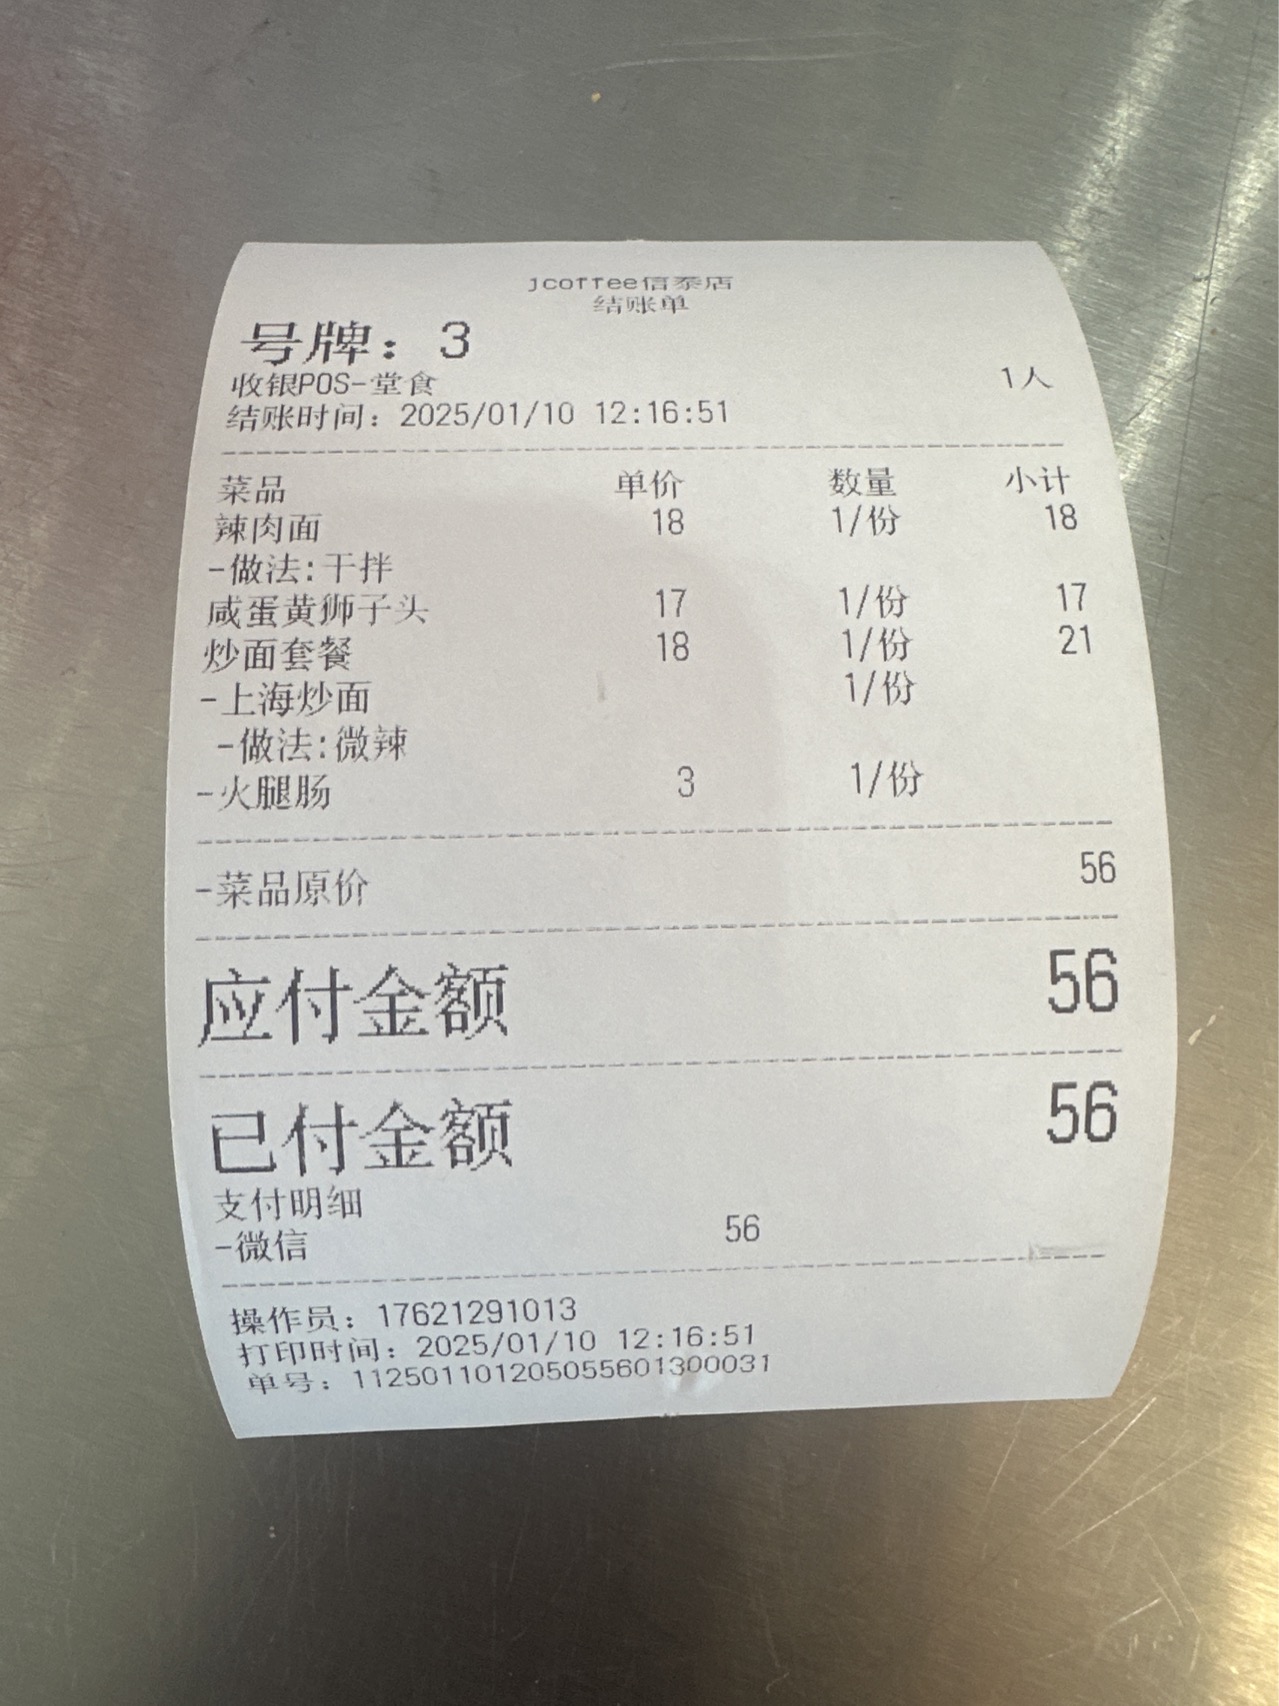 jcoffee信泰店
结账单
号牌：3
收银POS-堂食 1人
结账时间：2025/01/10 12:16:51
菜品 单价 数量 小计
辣肉面 18 1/份 18
-做法:干拌
咸蛋黄狮子头 17 1/份 17
炒面套餐 18 1/份 21
-上海炒面 1/份
-做法:微辣
-火腿肠 3 1/份
-菜品原价 56
应付金额 56
已付金额 56
支付明细
-微信 56
操作员：17621291013
打印时间：2025/01/10 12:16:51
单号：112501101205055601300031